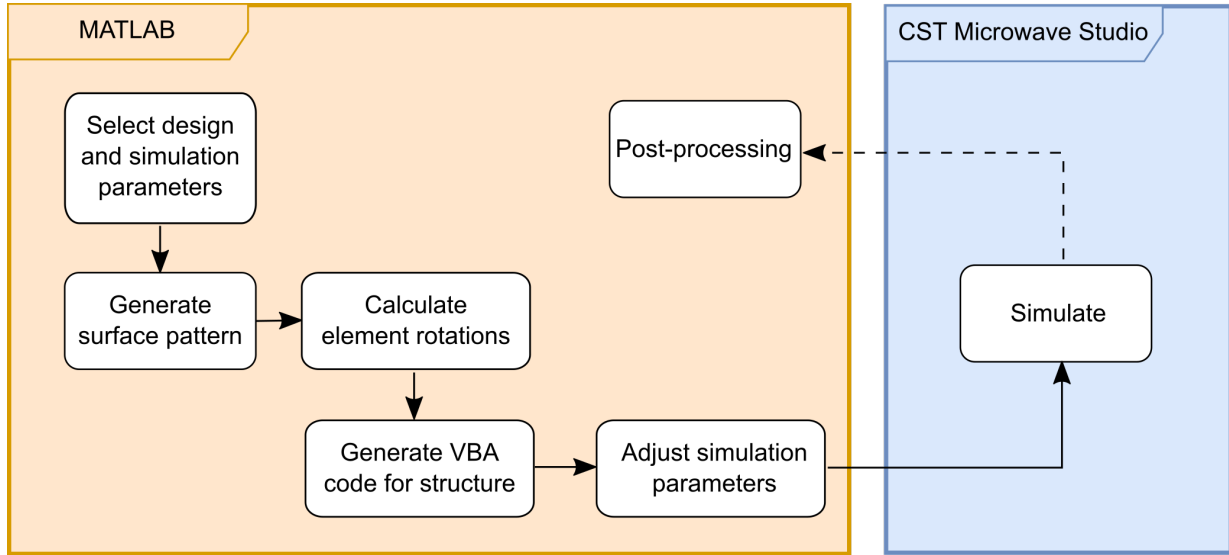 MATLAB
CST Microwave Studio
Select design
and simulation
parameters
Post-processing
Generate
surface pattern
Calculate
element rotations
Simulate
Generate VBA
code for structure
Adjust simulation
parameters